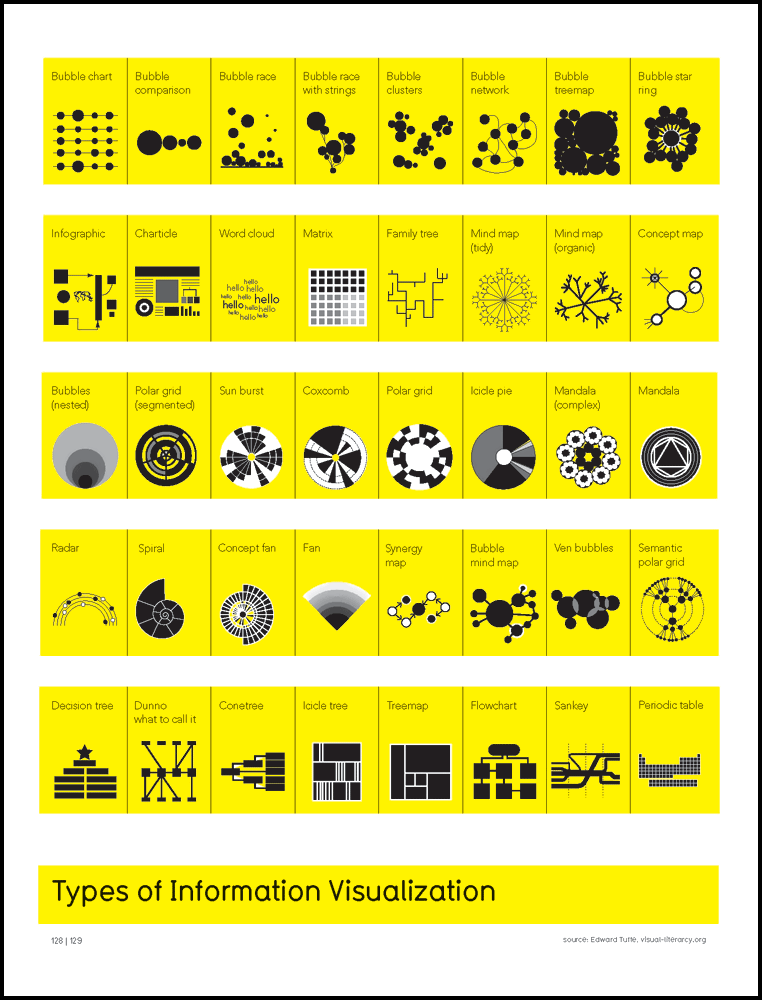 Bubble chart
Bubble
comparison
Bubble race
Bubble race
with strings
Bubble
clusters
Bubble
network
Bubble
treemap
Bubble star
ring
Infographic
Charticle
Word cloud
hello
hello hello
hello hello hello
hello hello hello
hello hello hello
Matrix
Family tree
Mind map
(tidy)
Mind map
(organic)
Concept map
Bubbles
(nested)
Polar grid
(segmented)
Sun burst
Coxcomb
Polar grid
Icicle pie
Mandala
(complex)
Mandala
Radar
Spiral
Concept fan
Fan
Synergy
map
Bubble
mind map
Ven bubbles
Semantic
polar grid
Decision tree
Dunno
what to call it
Conetree
Icicle tree
Treemap
Flowchart
Sankey
Periodic table
Types of Information Visualization
128 | 129
source: Edward Tufte, visual-literarcy.org